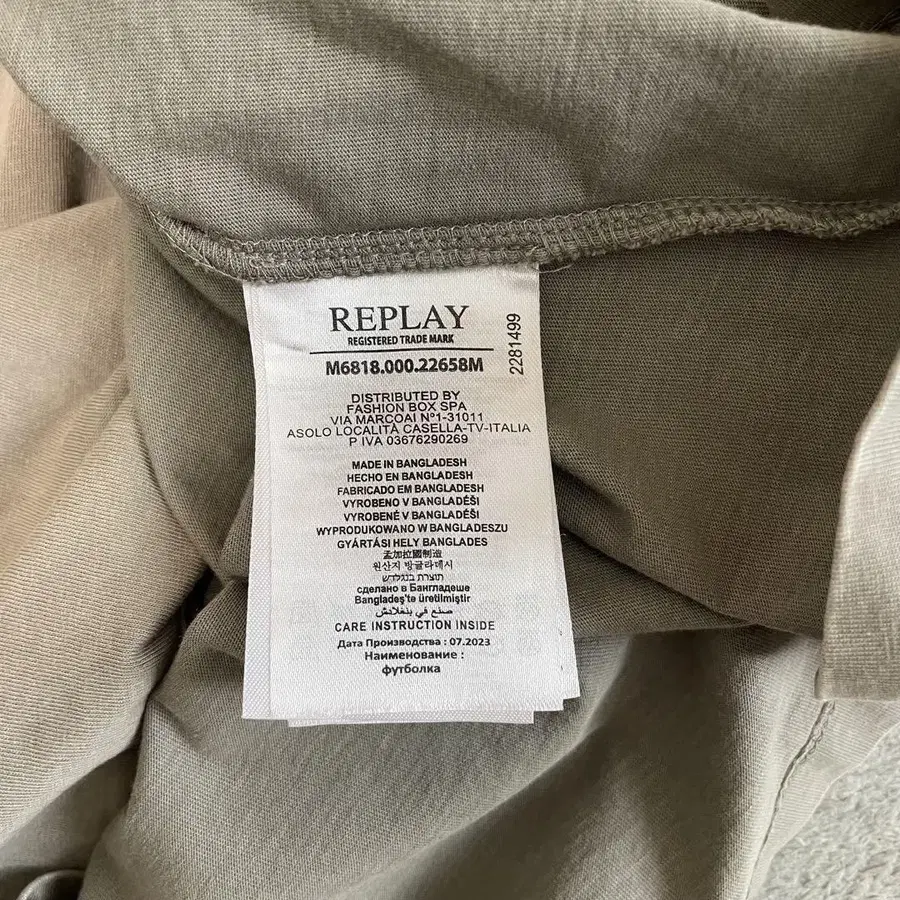 REPLAY
REGISTERED TRADE MARK
M6818.000.22658M
2281499
DISTRIBUTED BY
FASHION BOX SPA
VIA MARCOAI Nº1-31011
ASOLO LOCALITÀ CASELLA-TV-ITALIA
P IVA 03676290269
MADE IN BANGLADESH
HECHO EN BANGLADESH
FABRICADO EM BANGLADESH
VYROBENO V BANGLADÉŠI
VYROBENÉ V BANGLADÉŠI
WYPRODUKOWANO W BANGLADESZU
GYÁRTÁSI HELY BANGLADES
孟加拉國制造
원산지 방글라데시
תוצרת בנגלדש
сделано в Бангладеше
Bangladeş'te üretilmiştir
صنع في بنغلادش
CARE INSTRUCTION INSIDE
Дата Производства : 07.2023
Наименование :
футболка